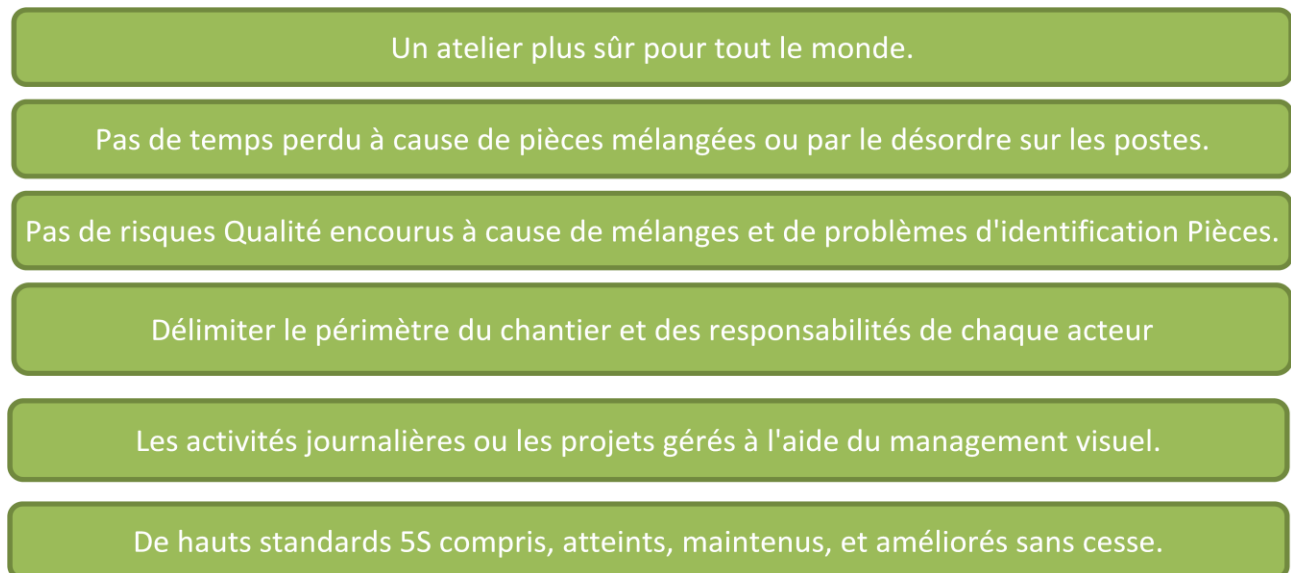 Un atelier plus sûr pour tout le monde.
Pas de temps perdu à cause de pièces mélangées ou par le désordre sur les postes.
Pas de risques Qualité encourus à cause de mélanges et de problèmes d'identification Pièces.
Délimiter le périmètre du chantier et des responsabilités de chaque acteur
Les activités journalières ou les projets gérés à l'aide du management visuel.
De hauts standards 5S compris, atteints, maintenus, et améliorés sans cesse.